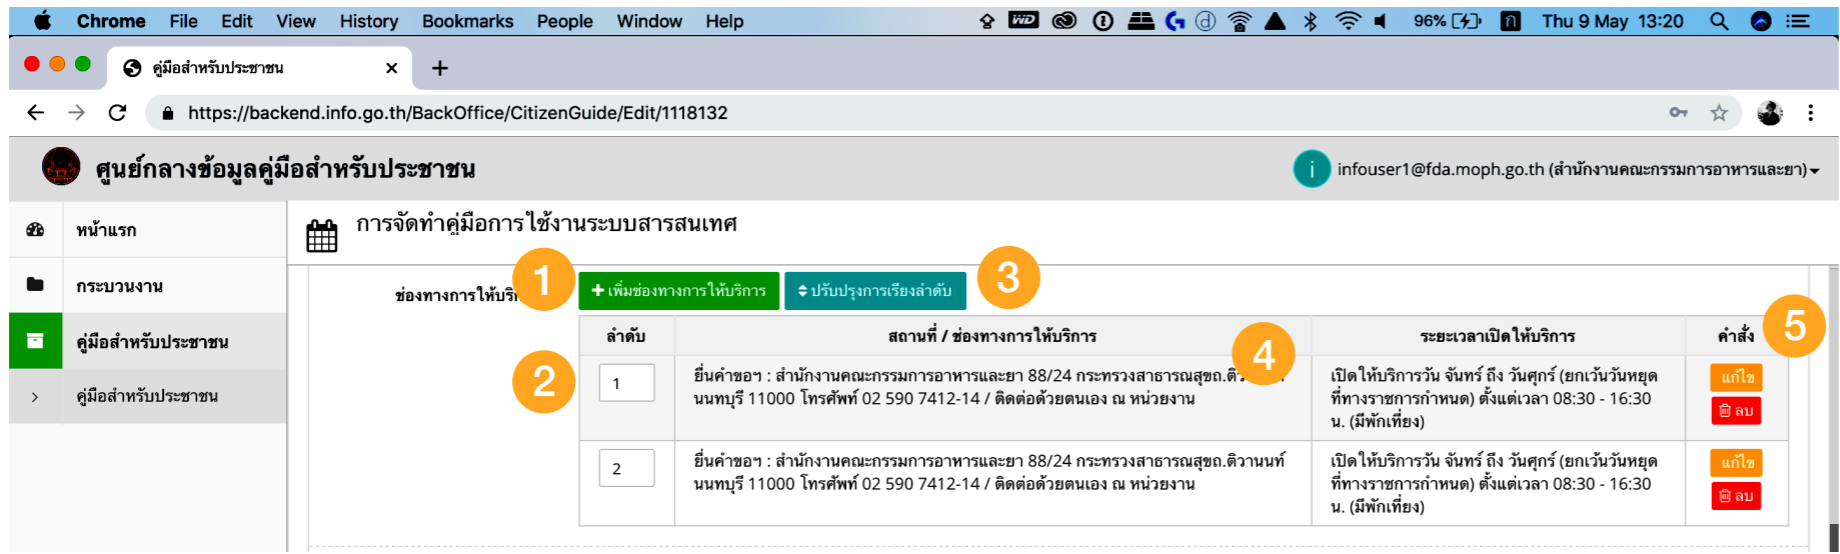 Chrome File Edit View History Bookmarks People Window Help 96% ก Thu 9 May 13:20
คู่มือสำหรับประชาชน
https://backend.info.go.th/BackOffice/CitizenGuide/Edit/1118132
ศูนย์กลางข้อมูลคู่มือสำหรับประชาชน
i infouser1@fda.moph.go.th (สำนักงานคณะกรรมการอาหารและยา)
หน้าแรก
กระบวนงาน
คู่มือสำหรับประชาชน
คู่มือสำหรับประชาชน
การจัดทำคู่มือการใช้งานระบบสารสนเทศ
ช่องทางการให้บริ
1
เพิ่มช่องทางการให้บริการ
ปรับปรุงการเรียงลำดับ
3
ลำดับ สถานที่ / ช่องทางการให้บริการ ระยะเวลาเปิดให้บริการ คำสั่ง
4
5
2
1
ยื่นคำขอฯ : สำนักงานคณะกรรมการอาหารและยา 88/24 กระทรวงสาธารณสุขถ.ติวานนท์
นนทบุรี 11000 โทรศัพท์ 02 590 7412-14 / ติดต่อด้วยตนเอง ณ หน่วยงาน
เปิดให้บริการวัน จันทร์ ถึง วันศุกร์ (ยกเว้นวันหยุด
ที่ทางราชการกำหนด) ตั้งแต่เวลา 08:30 - 16:30
น. (มีพักเที่ยง)
แก้ไข
ลบ
2
ยื่นคำขอฯ : สำนักงานคณะกรรมการอาหารและยา 88/24 กระทรวงสาธารณสุขถ.ติวานนท์
นนทบุรี 11000 โทรศัพท์ 02 590 7412-14 / ติดต่อด้วยตนเอง ณ หน่วยงาน
เปิดให้บริการวัน จันทร์ ถึง วันศุกร์ (ยกเว้นวันหยุด
ที่ทางราชการกำหนด) ตั้งแต่เวลา 08:30 - 16:30
น. (มีพักเที่ยง)
แก้ไข
ลบ